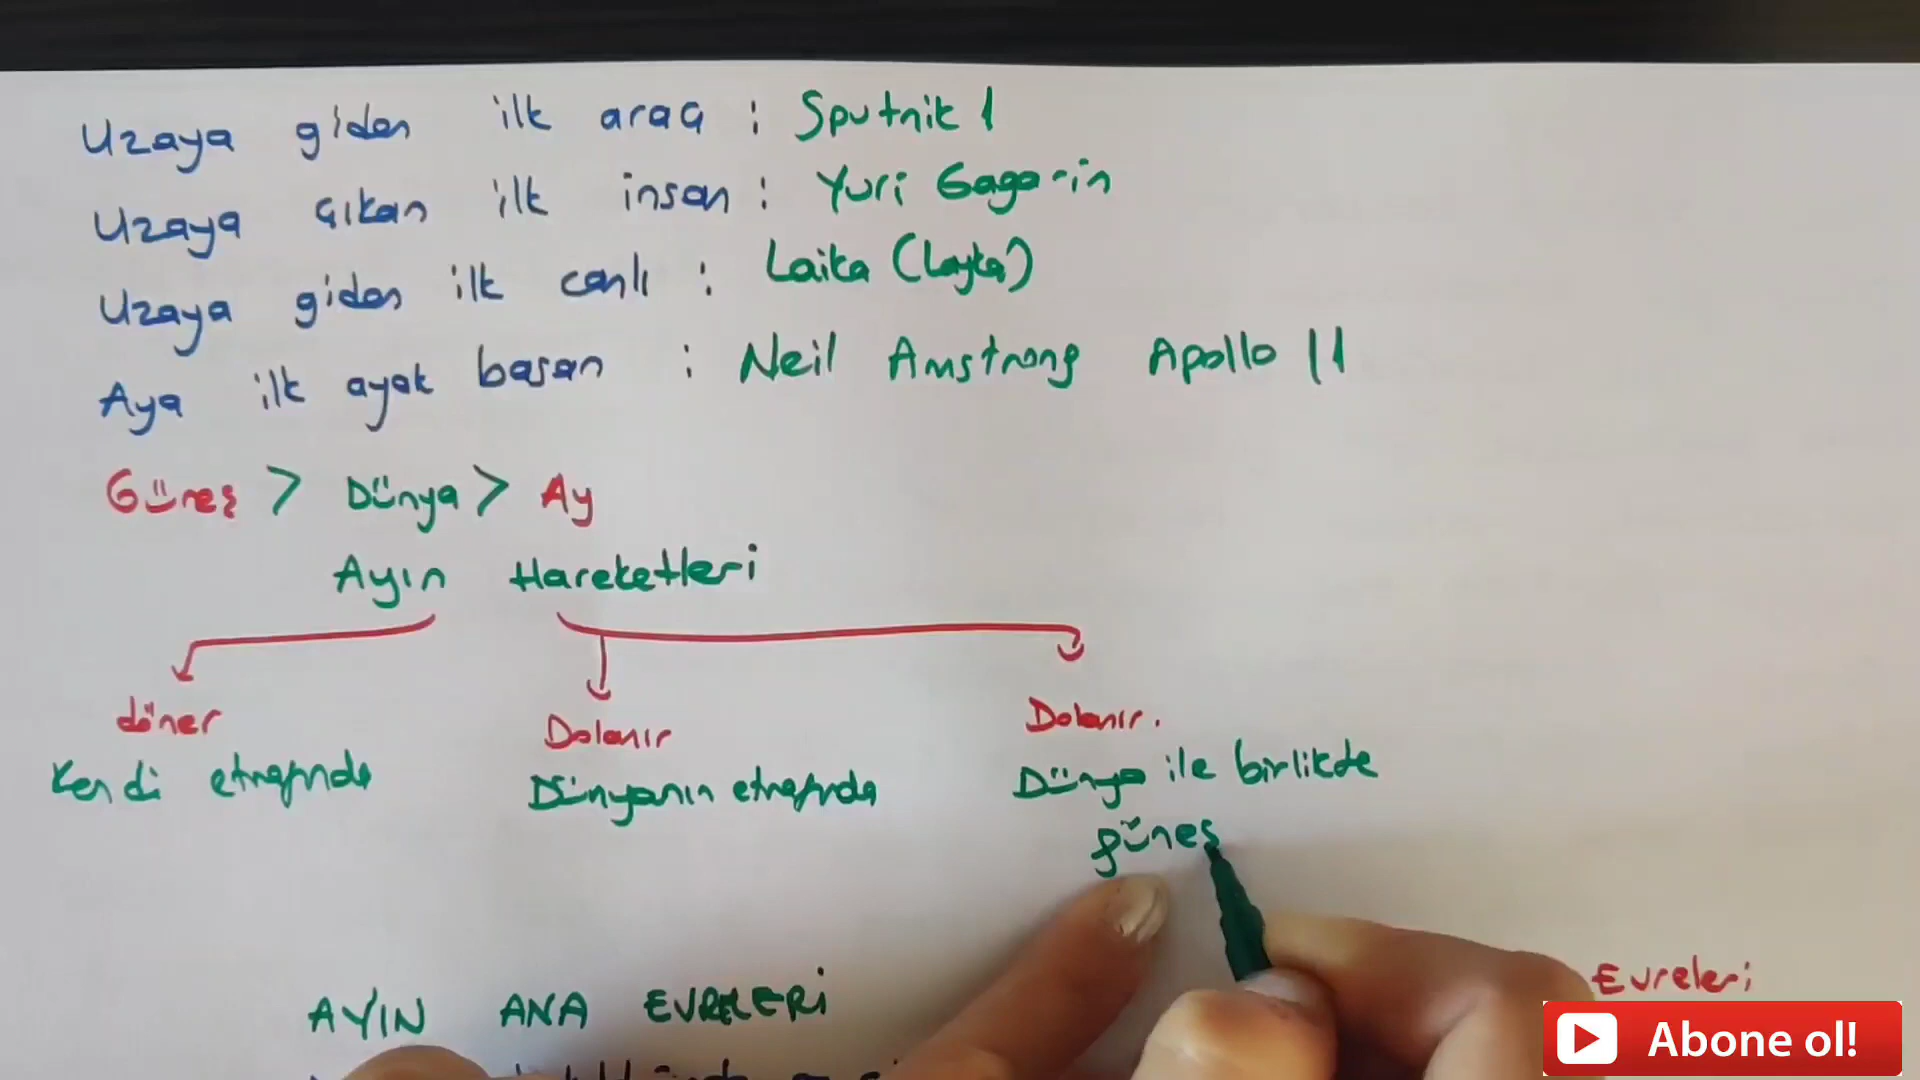 Uzaya giden ilk araç : Sputnik 1
Uzaya çıkan ilk insan : Yuri Gagarin
Uzaya giden ilk canlı : Laika (Layka)
Aya ilk ayak basan : Neil Amstrong Apollo 11
Güneş > Dünya > Ay
Ayın Hareketleri
döner
Kendi etrafında
Dolanır
Dünyanın etrafında
Dolanır.
Dünya ile birlikde
güneş
AYIN ANA EVRELERİ
Evreleri
Abone ol!